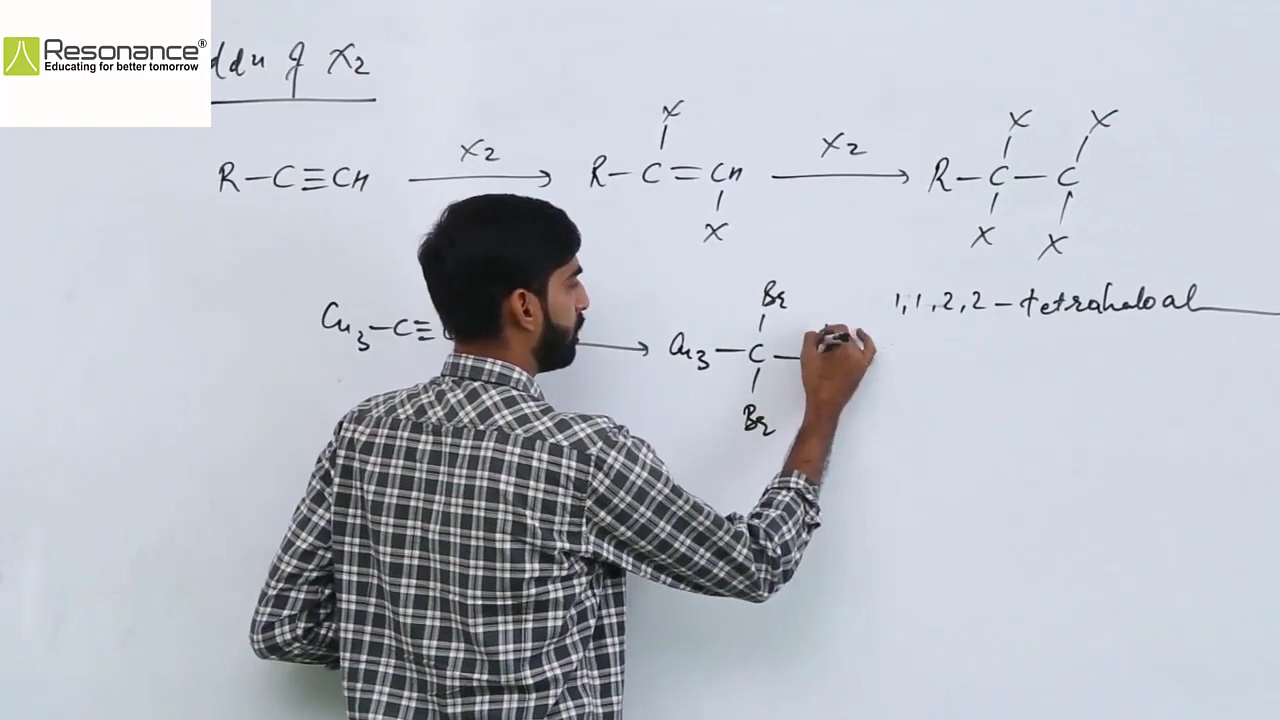 Resonance®
Educating for better tomorrow
ddn of X2
X X X
R–C≡CH X2 R–C=CH X2 R–C–C
X X X
Br
1,1,2,2–tetrahaloal
CH3–C≡ CH3–C–
Br